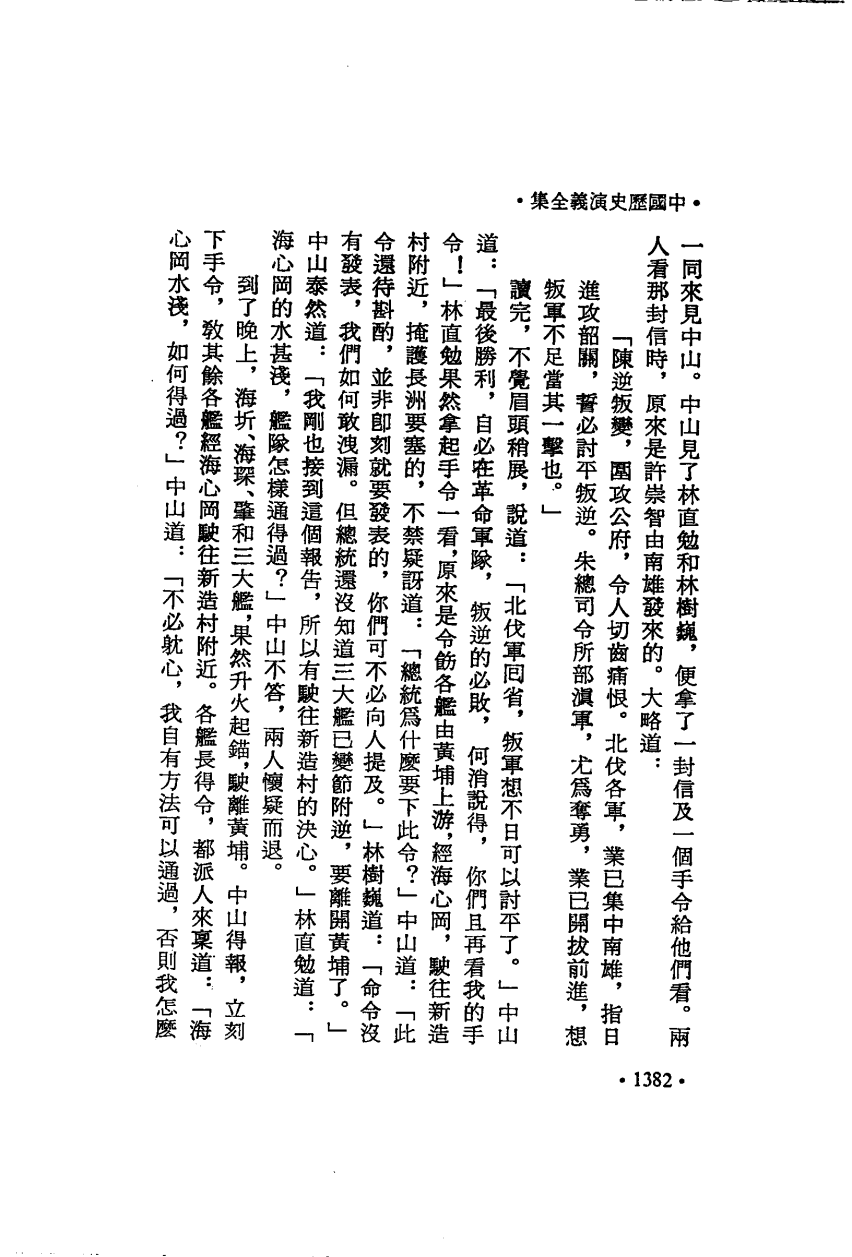 •中國歷史演義全集•
一同來見中山。中山見了林直勉和林樹巍，便拿了一封信及一個手令給他們看。兩
人看那封信時，原來是許崇智由南雄發來的。大略道：
「陳逆叛變，圍攻公府，令人切齒痛恨。北伐各軍，業已集中南雄，指日
進攻韶關，誓必討平叛逆。朱總司令所部滇軍，尤爲奪勇，業已開拔前進，想
叛軍不足當其一擊也。」
讀完，不覺眉頭稍展，說道：「北伐軍囘省，叛軍想不日可以討平了。」中山
道：「最後勝利，自必在革命軍隊，叛逆的必敗，何消說得，你們且再看我的手
令！」林直勉果然拿起手令一看，原來是令飭各艦由黃埔上游，經海心岡，駛往新造
村附近，掩護長洲要塞的，不禁疑訝道：「總統爲什麼要下此令？」中山道：「此
令還待斟酌，並非卽刻就要發表的，你們可不必向人提及。」林樹巍道：「命令沒
有發表，我們如何敢洩漏。但總統還沒知道三大艦已變節附逆，要離開黃埔了。」
中山泰然道：「我剛也接到這個報告，所以有駛往新造村的決心。」林直勉道：「
海心岡的水甚淺，艦隊怎樣通得過？」中山不答，兩人懷疑而退。
到了晚上，海圻、海琛、肇和三大艦，果然升火起錨，駛離黃埔。中山得報，立刻
下手令，敎其餘各艦經海心岡駛往新造村附近。各艦長得令，都派人來稟道：「海
心岡水淺，如何得過？」中山道：「不必躭心，我自有方法可以通過，否則我怎麼
•1382•